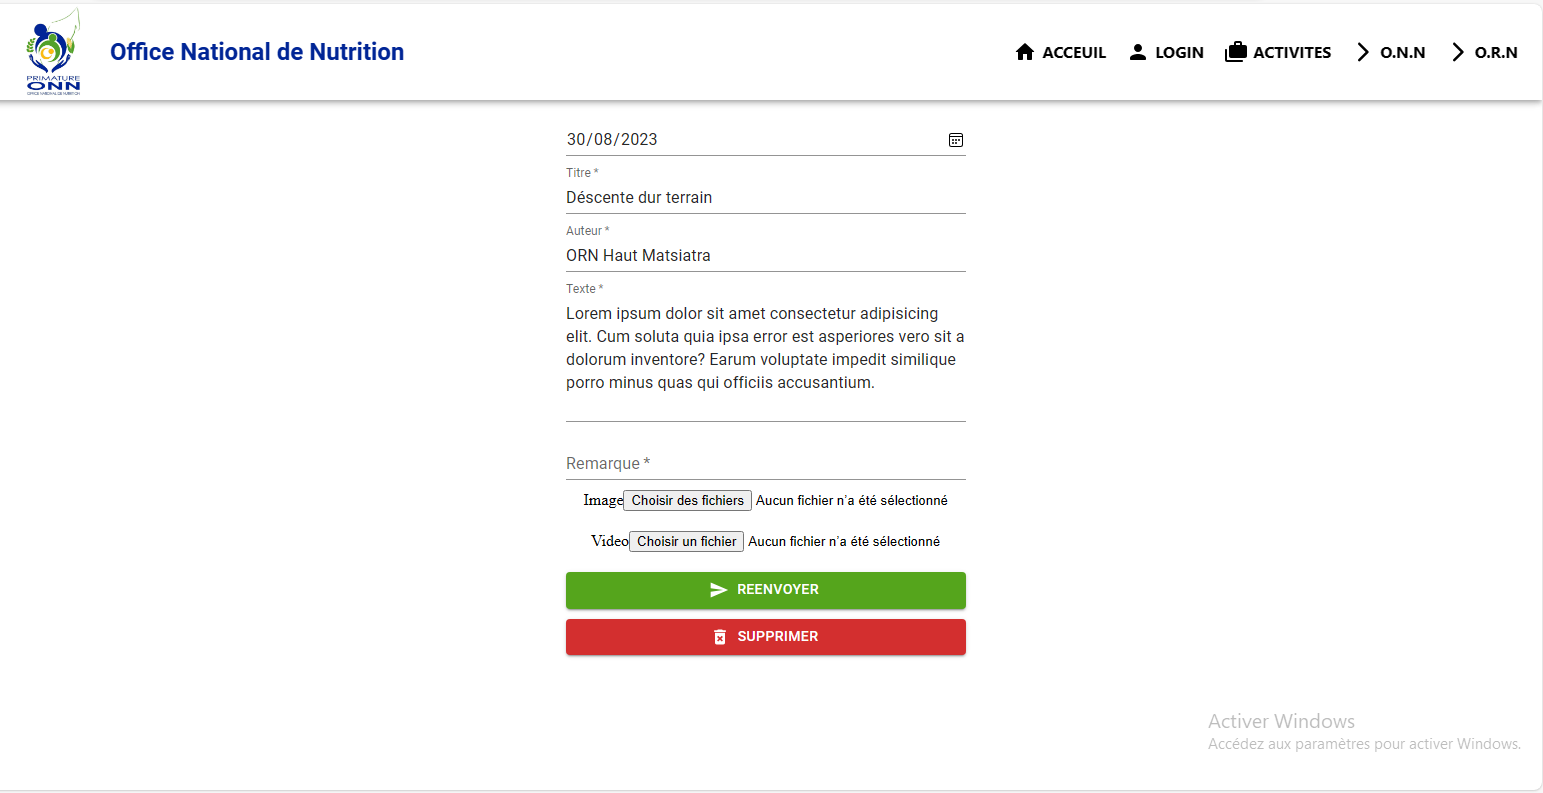 PRIMATURE
ONN
OFFICE NATIONAL DE NUTRITION
Office National de Nutrition
ACCEUIL
LOGIN
ACTIVITES
O.N.N
O.R.N
30/08/2023
Titre *
Déscente dur terrain
Auteur *
ORN Haut Matsiatra
Texte *
Lorem ipsum dolor sit amet consectetur adipisicing
elit. Cum soluta quia ipsa error est asperiores vero sit a
dolorum inventore? Earum voluptate impedit similique
porro minus quas qui officiis accusantium.
Remarque *
Image Choisir des fichiers Aucun fichier n'a été sélectionné
Video Choisir un fichier Aucun fichier n'a été sélectionné
REENVOYER
SUPPRIMER
Activer Windows
Accédez aux paramètres pour activer Windows.